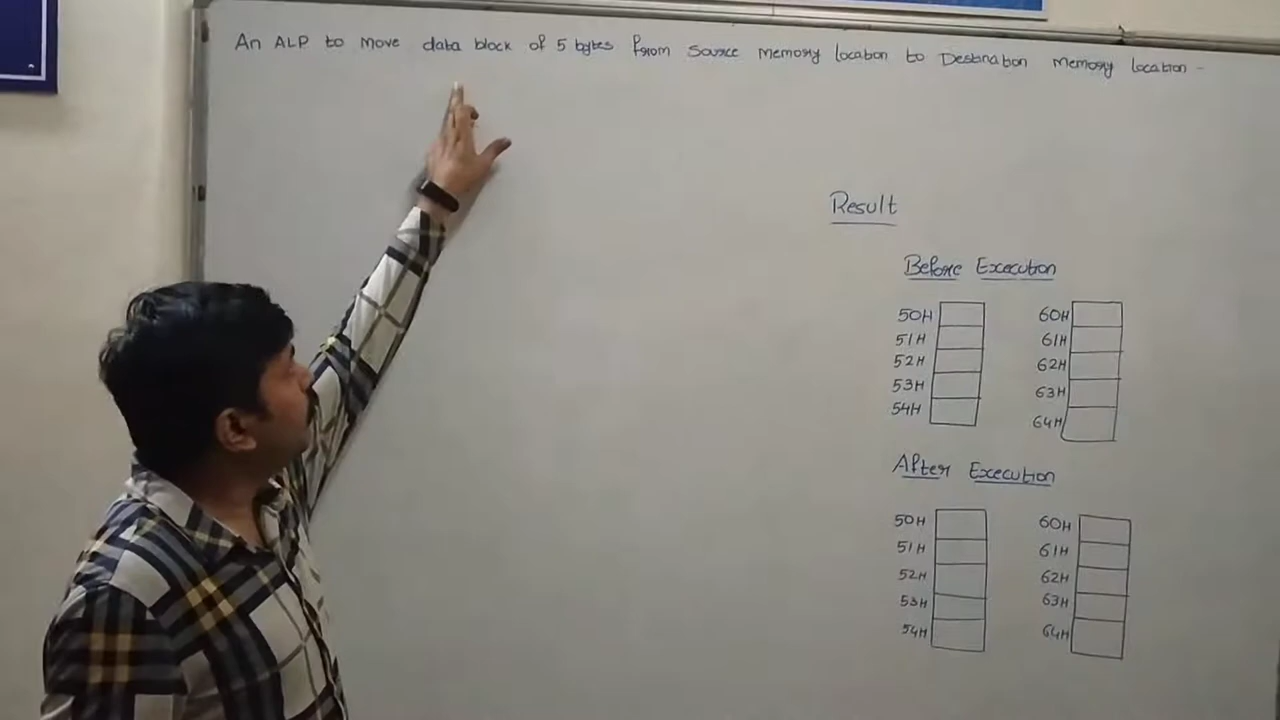 An ALP to Move data block of 5 bytes from Source Memory location to Destination Memory location -
Result
Before Execution
50H 60H
51H 61H
52H 62H
53H 63H
54H 64H
After Execution
50H 60H
51H 61H
52H 62H
53H 63H
54H 64H